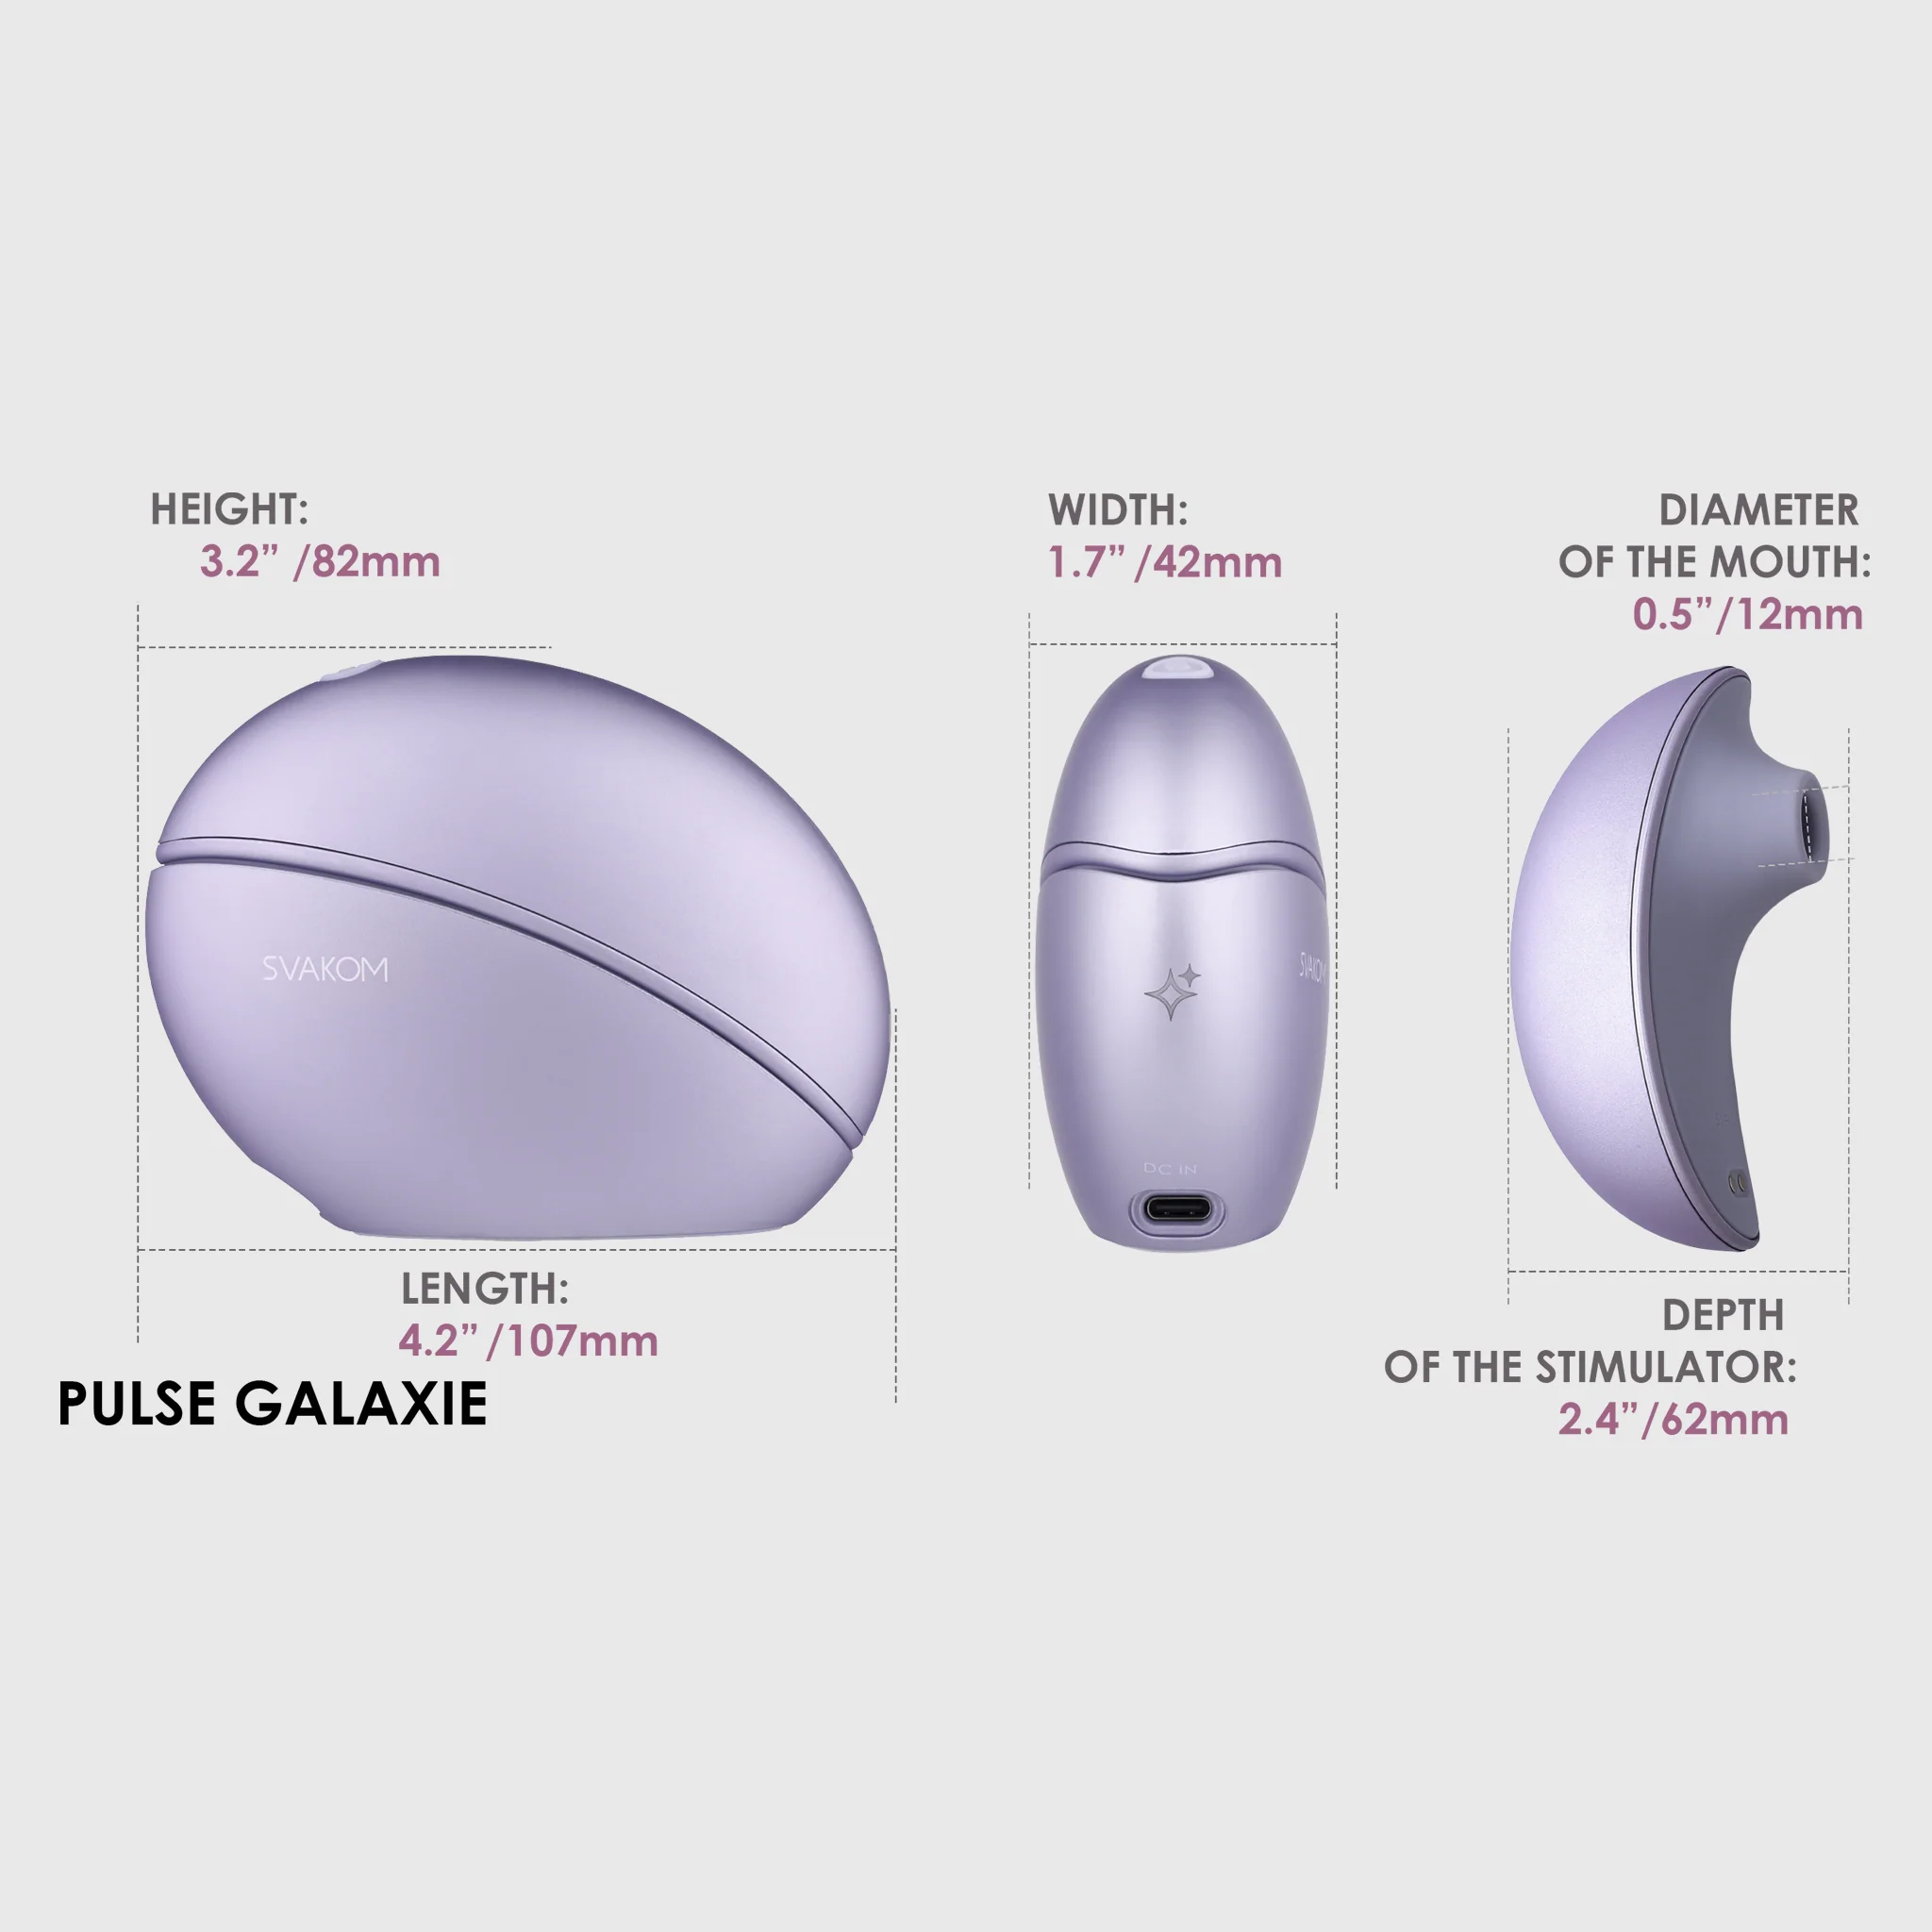 HEIGHT:
3.2” /82mm
WIDTH:
1.7” /42mm
DIAMETER
OF THE MOUTH:
0.5”/12mm
SVAKOM
SVAKOM
DC IN
LENGTH:
4.2” /107mm
DEPTH
OF THE STIMULATOR:
2.4”/62mm
PULSE GALAXIE